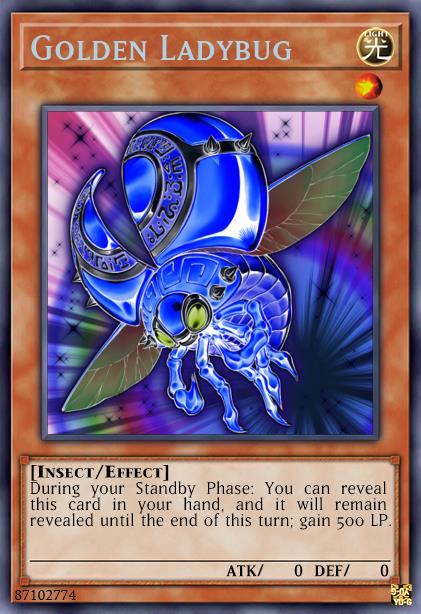 Golden Ladybug
LIGHT
光
[Insect/Effect]
During your Standby Phase: You can reveal
this card in your hand, and it will remain
revealed until the end of this turn; gain 500 LP.
ATK/ 0 DEF/ 0
87102774